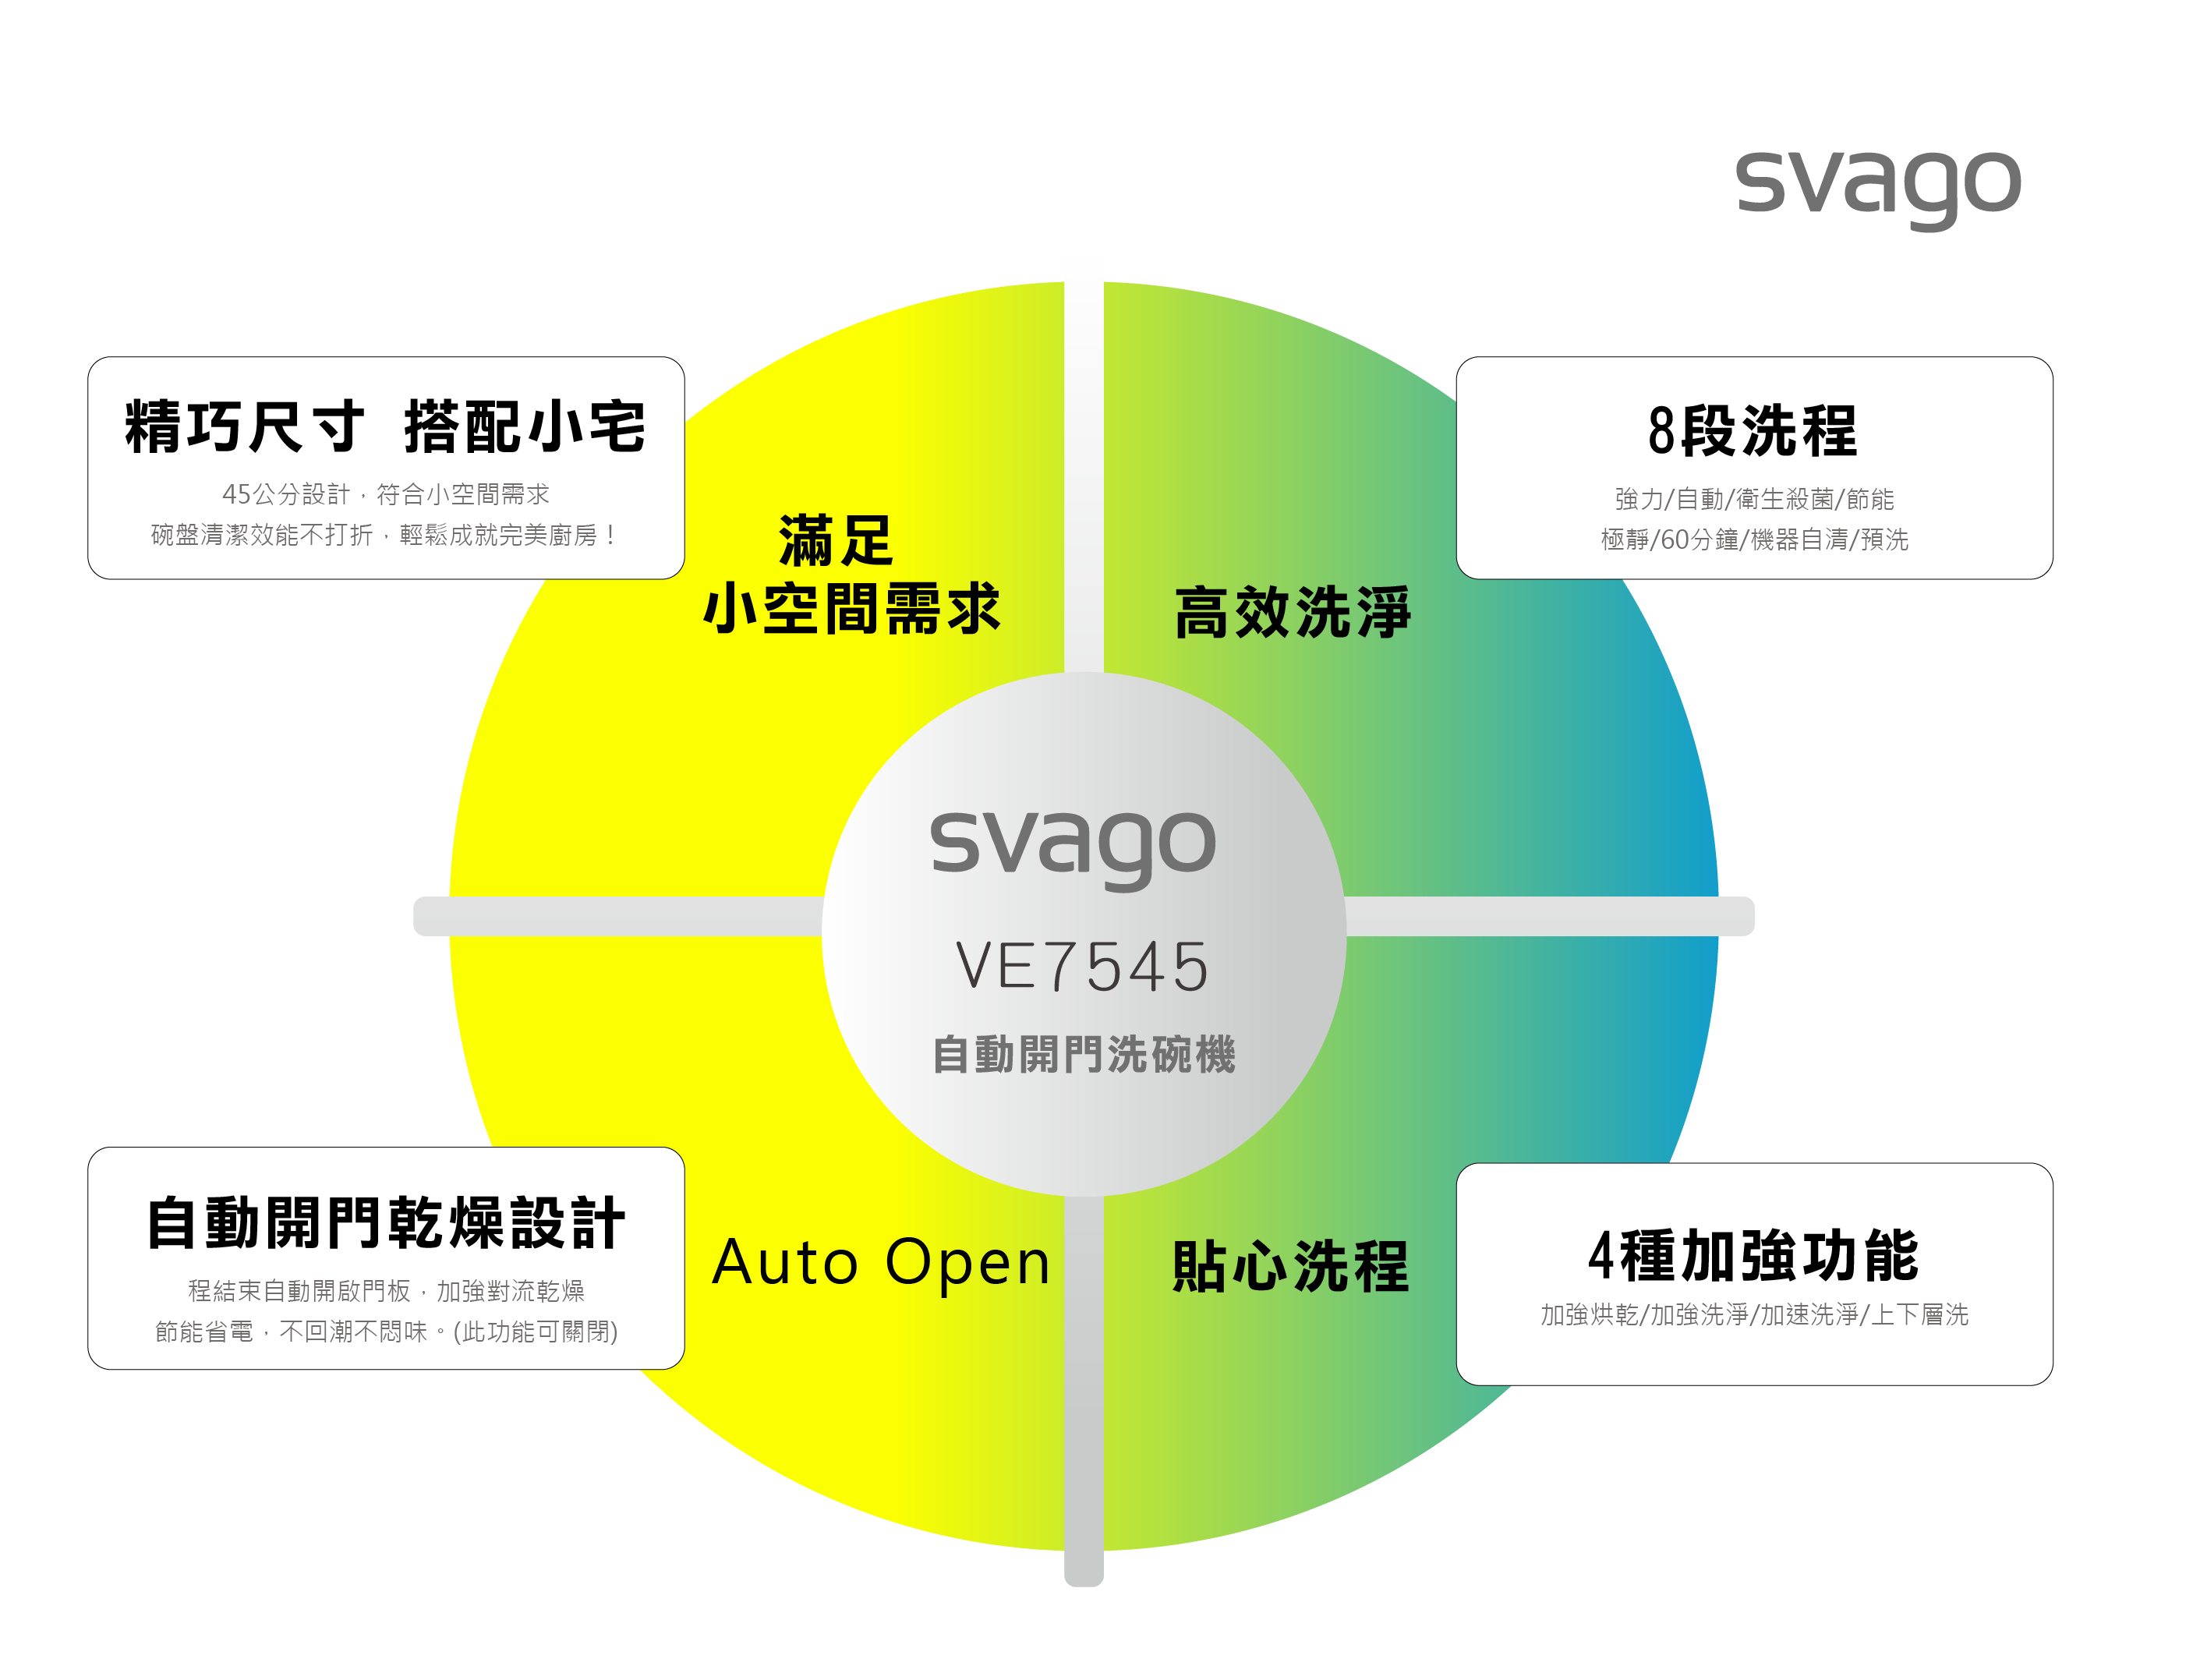 svago
精巧尺寸 搭配小宅
45公分設計，符合小空間需求
碗盤清潔效能不打折，輕鬆成就完美廚房！
滿足
小空間需求
高效洗淨
8段洗程
強力/自動/衛生殺菌/節能
極靜/60分鐘/機器自清/預洗
svago
VE7545
自動開門洗碗機
自動開門乾燥設計
程結束自動開啟門板，加強對流乾燥
節能省電，不回潮不悶味。(此功能可關閉)
Auto Open
貼心洗程
4種加強功能
加強烘乾/加強洗淨/加速洗淨/上下層洗